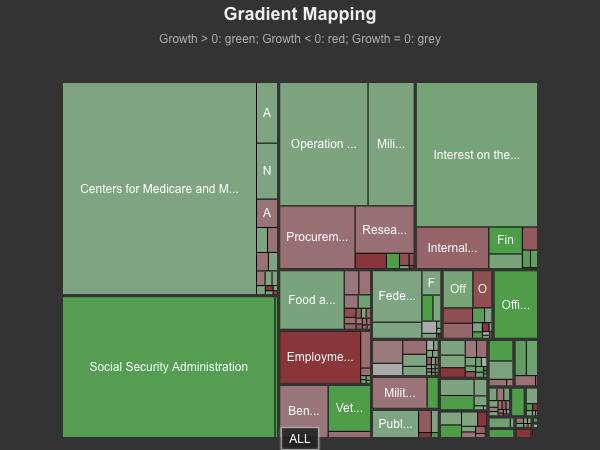 Gradient Mapping
Growth > 0: green; Growth < 0: red; Growth = 0: grey
Centers for Medicare and M...
A
N
A
Operation ...
Mili...
Interest on the...
Procurem...
Resea...
Internal...
Fin
Social Security Administration
Food a...
Fede...
F
Off
O
Offi...
Employme...
Ben...
Vet...
Milit...
Publ...
ALL